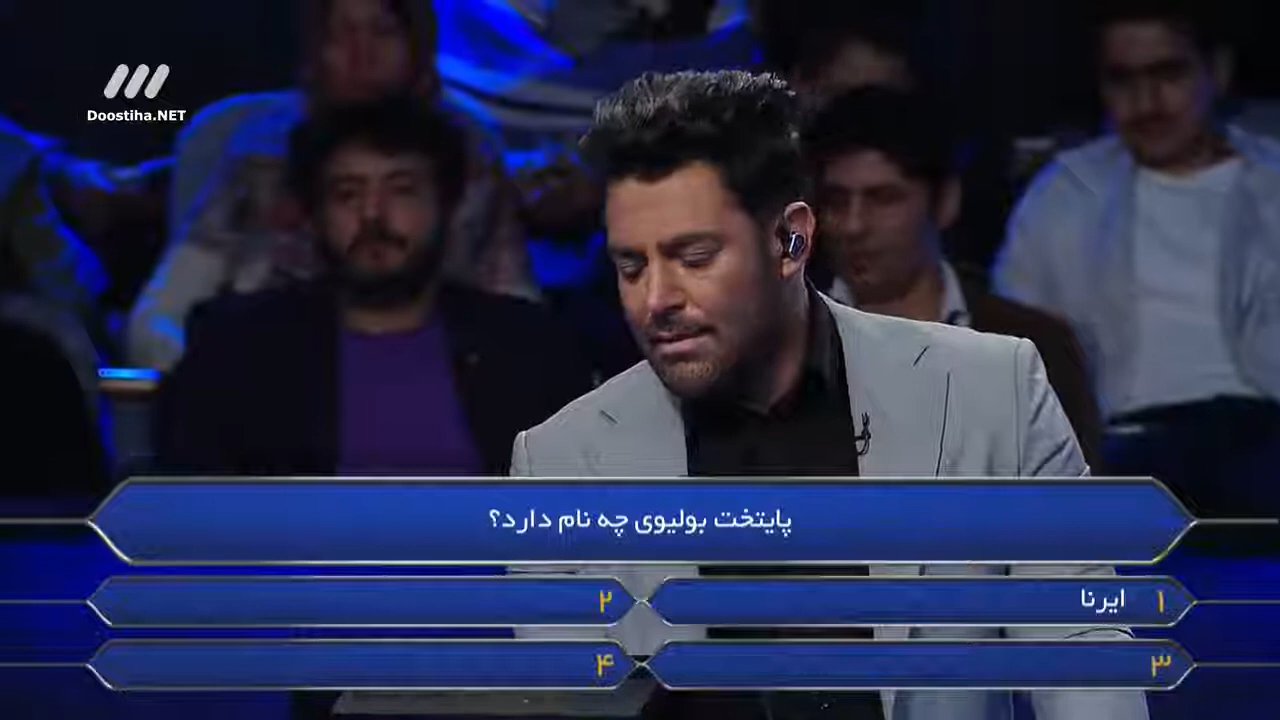 Doostiha.NET
پایتخت بولیوی چه نام دارد؟
۱ ایرنا
۲
۳
۴